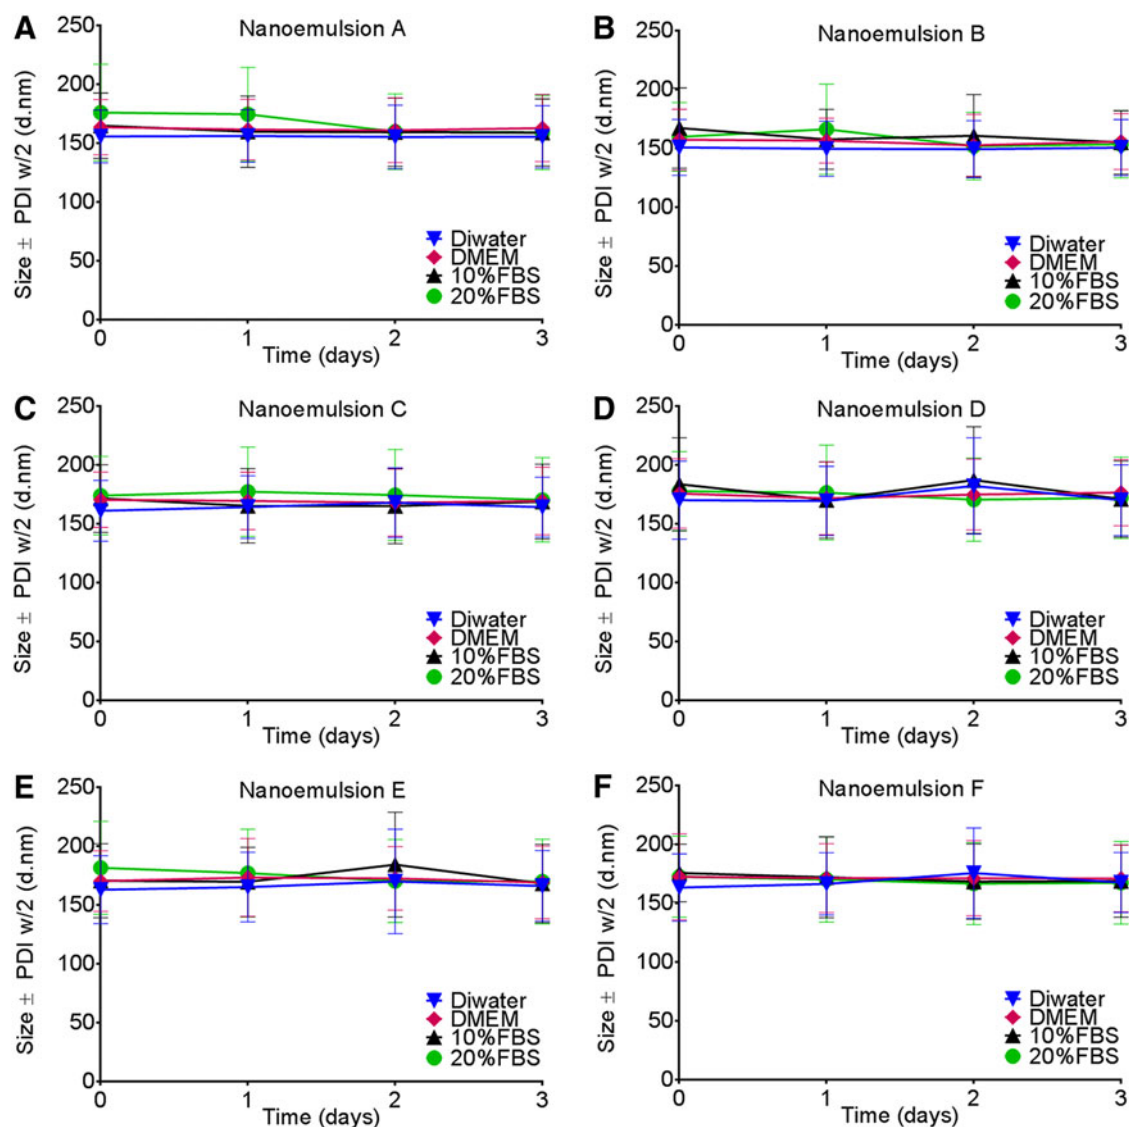 A
Nanoemulsion A
250
200
150
100
50
0
Size ± PDI w/2 (d.nm)
Diwater
DMEM
10%FBS
20%FBS
0 1 2 3
Time (days)
B
Nanoemulsion B
250
200
150
100
50
0
Size ± PDI w/2 (d.nm)
Diwater
DMEM
10%FBS
20%FBS
0 1 2 3
Time (days)
C
Nanoemulsion C
250
200
150
100
50
0
Size ± PDI w/2 (d.nm)
Diwater
DMEM
10%FBS
20%FBS
0 1 2 3
Time (days)
D
Nanoemulsion D
250
200
150
100
50
0
Size ± PDI w/2 (d.nm)
Diwater
DMEM
10%FBS
20%FBS
0 1 2 3
Time (days)
E
Nanoemulsion E
250
200
150
100
50
0
Size ± PDI w/2 (d.nm)
Diwater
DMEM
10%FBS
20%FBS
0 1 2 3
Time (days)
F
Nanoemulsion F
250
200
150
100
50
0
Size ± PDI w/2 (d.nm)
Diwater
DMEM
10%FBS
20%FBS
0 1 2 3
Time (days)